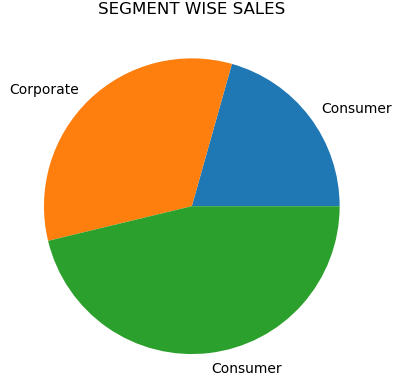 SEGMENT WISE SALES
Corporate
Consumer
Consumer